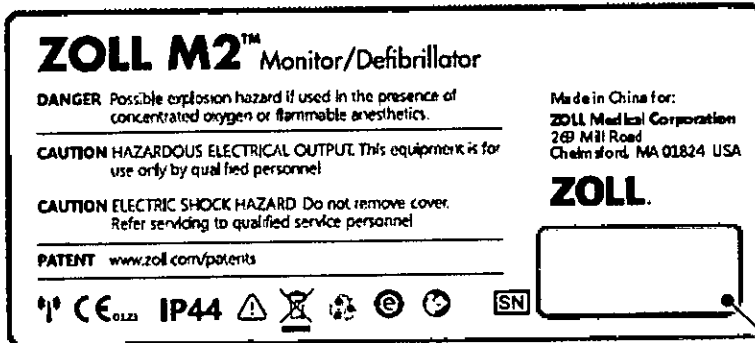 ZOLL M2™ Monitor/Defibrillator
DANGER Possible explosion hazard if used in the presence of
concentrated oxygen or flammable anesthetics.
CAUTION HAZARDOUS ELECTRICAL OUTPUT. This equipment is for
use only by qualified personnel
CAUTION ELECTRIC SHOCK HAZARD Do not remove cover.
Refer servicing to qualified service personnel
PATENT www.zoll.com/patents
CE 0123 IP44 e SN
Made in China for:
ZOLL Medical Corporation
269 Mill Road
Chelmsford, MA 01824 USA
ZOLL.